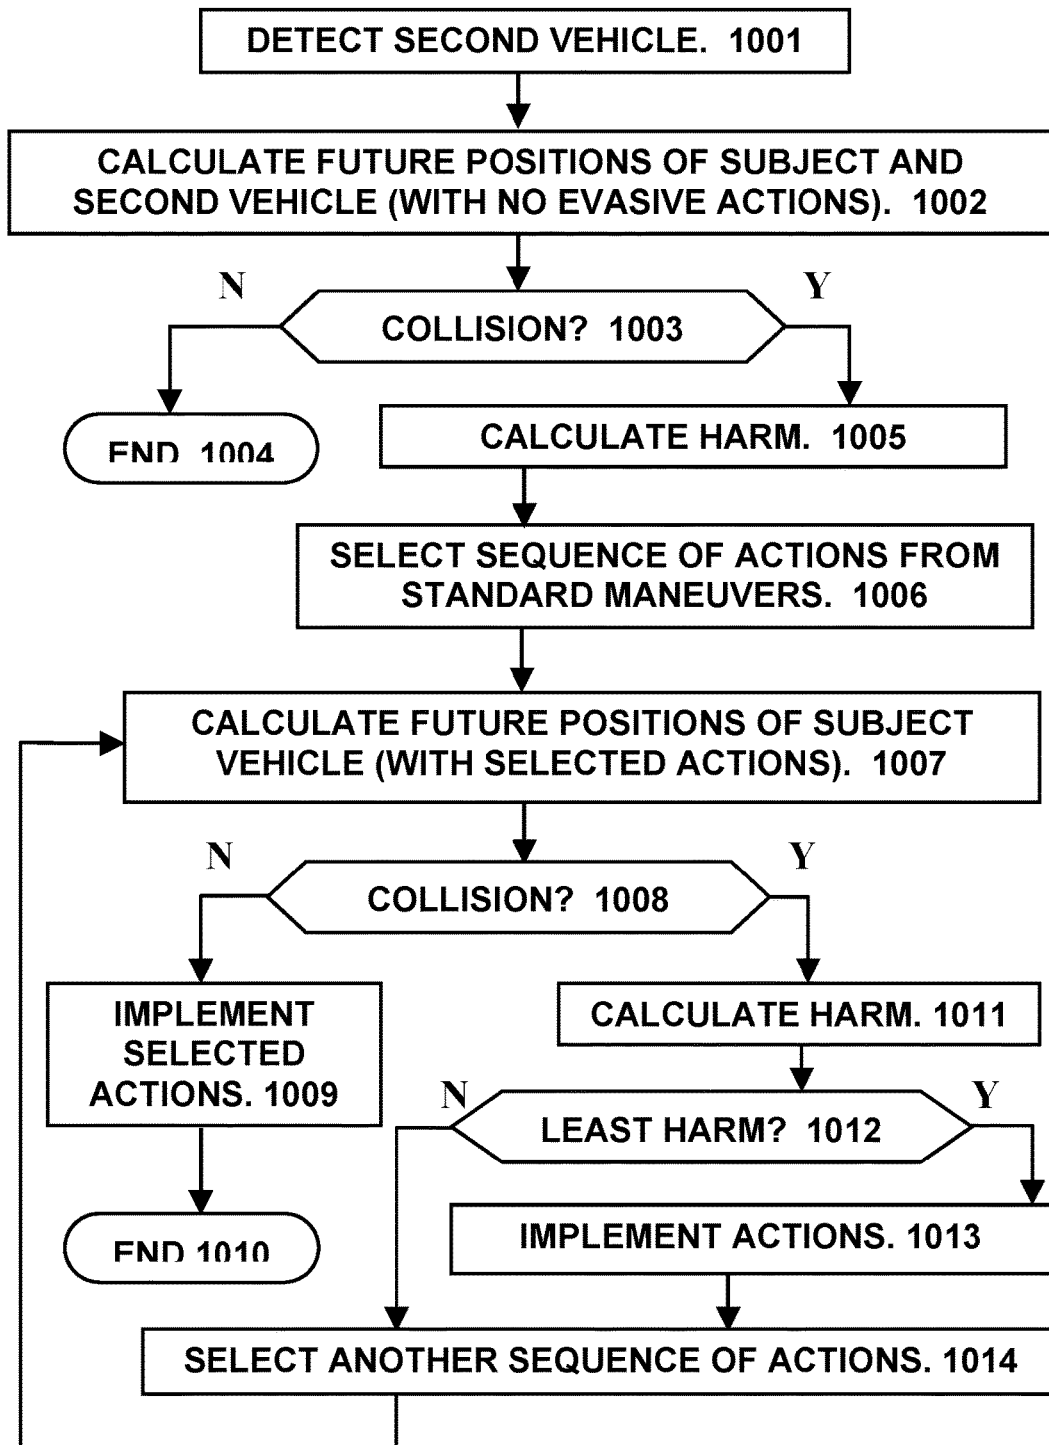 DETECT SECOND VEHICLE. 1001
CALCULATE FUTURE POSITIONS OF SUBJECT AND
SECOND VEHICLE (WITH NO EVASIVE ACTIONS). 1002
N
Y
COLLISION? 1003
END 1004
CALCULATE HARM. 1005
SELECT SEQUENCE OF ACTIONS FROM
STANDARD MANEUVERS. 1006
CALCULATE FUTURE POSITIONS OF SUBJECT
VEHICLE (WITH SELECTED ACTIONS). 1007
N
Y
COLLISION? 1008
IMPLEMENT
SELECTED
ACTIONS. 1009
CALCULATE HARM. 1011
N
Y
LEAST HARM? 1012
END 1010
IMPLEMENT ACTIONS. 1013
SELECT ANOTHER SEQUENCE OF ACTIONS. 1014